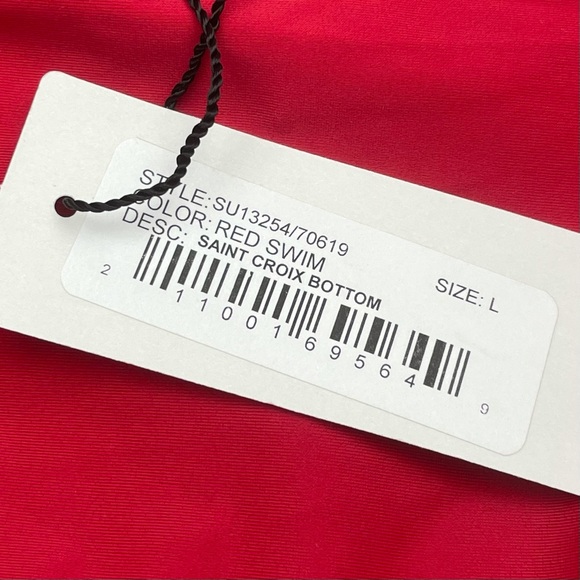 STYLE: SU13254/70619
COLOR: RED SWIM
DESC: SAINT CROIX BOTTOM
SIZE: L
2 11001 69564 9